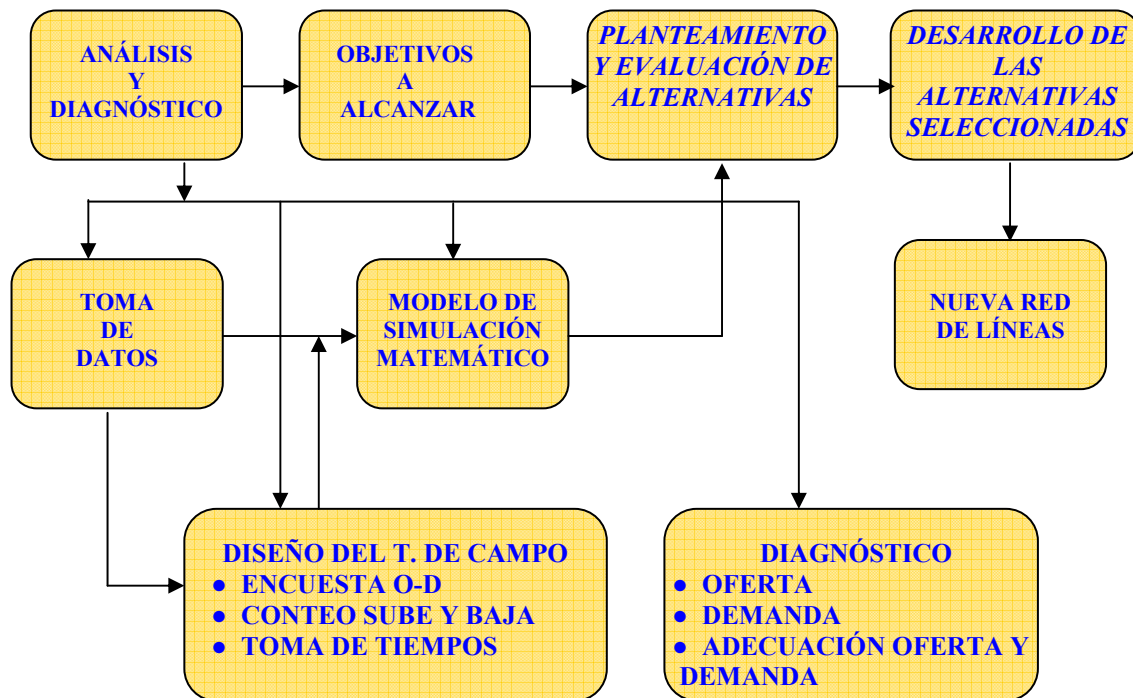 ANÁLISIS
Y
DIAGNÓSTICO
OBJETIVOS
A
ALCANZAR
PLANTEAMIENTO
Y EVALUACIÓN DE
ALTERNATIVAS
DESARROLLO DE
LAS
ALTERNATIVAS
SELECCIONADAS
TOMA
DE
DATOS
MODELO DE
SIMULACIÓN
MATEMÁTICO
NUEVA RED
DE LÍNEAS
DISEÑO DEL T. DE CAMPO
● ENCUESTA O-D
● CONTEO SUBE Y BAJA
● TOMA DE TIEMPOS
DIAGNÓSTICO
● OFERTA
● DEMANDA
● ADECUACIÓN OFERTA Y
DEMANDA